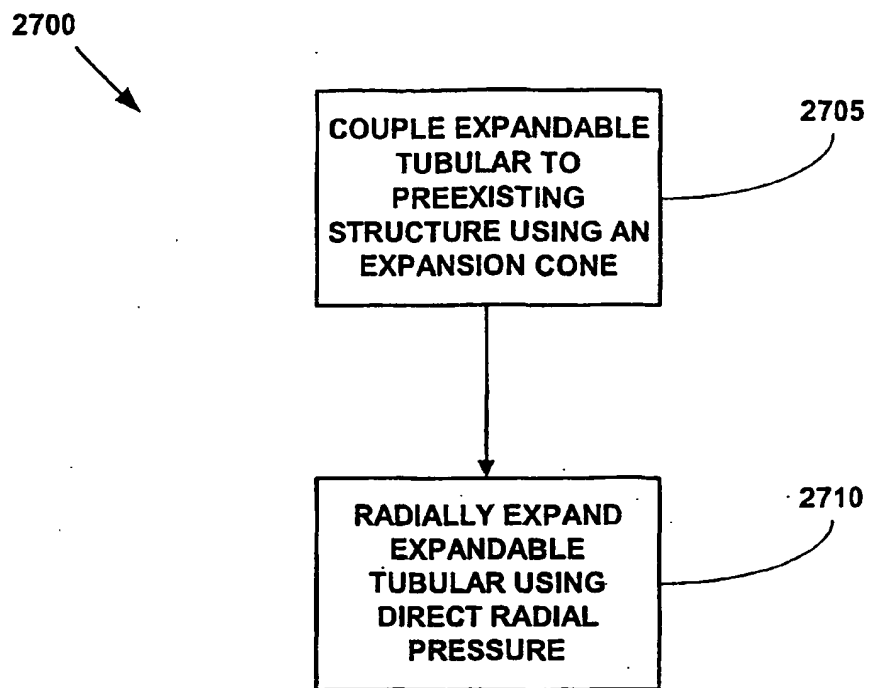 2700
COUPLE EXPANDABLE
TUBULAR TO
PREEXISTING
STRUCTURE USING AN
EXPANSION CONE
2705
RADIALLY EXPAND
EXPANDABLE
TUBULAR USING
DIRECT RADIAL
PRESSURE
2710